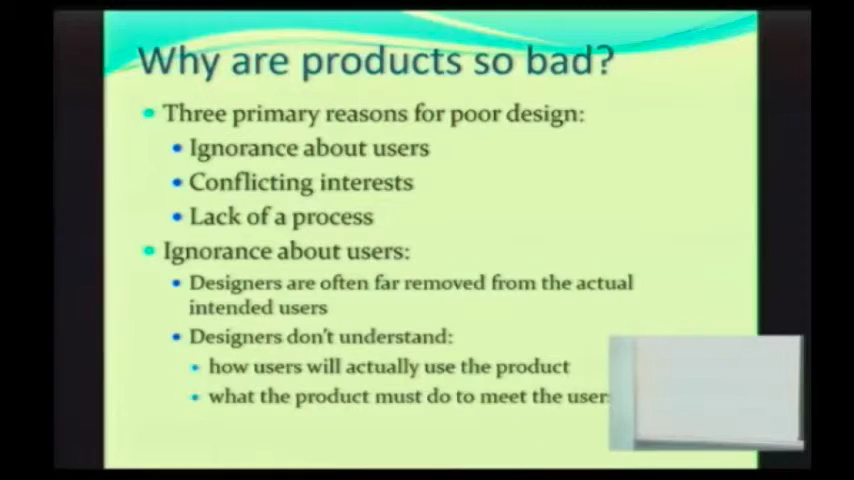 Why are products so bad?
Three primary reasons for poor design:
Ignorance about users
Conflicting interests
Lack of a process
Ignorance about users:
Designers are often far removed from the actual
intended users
Designers don't understand:
how users will actually use the product
what the product must do to meet the user